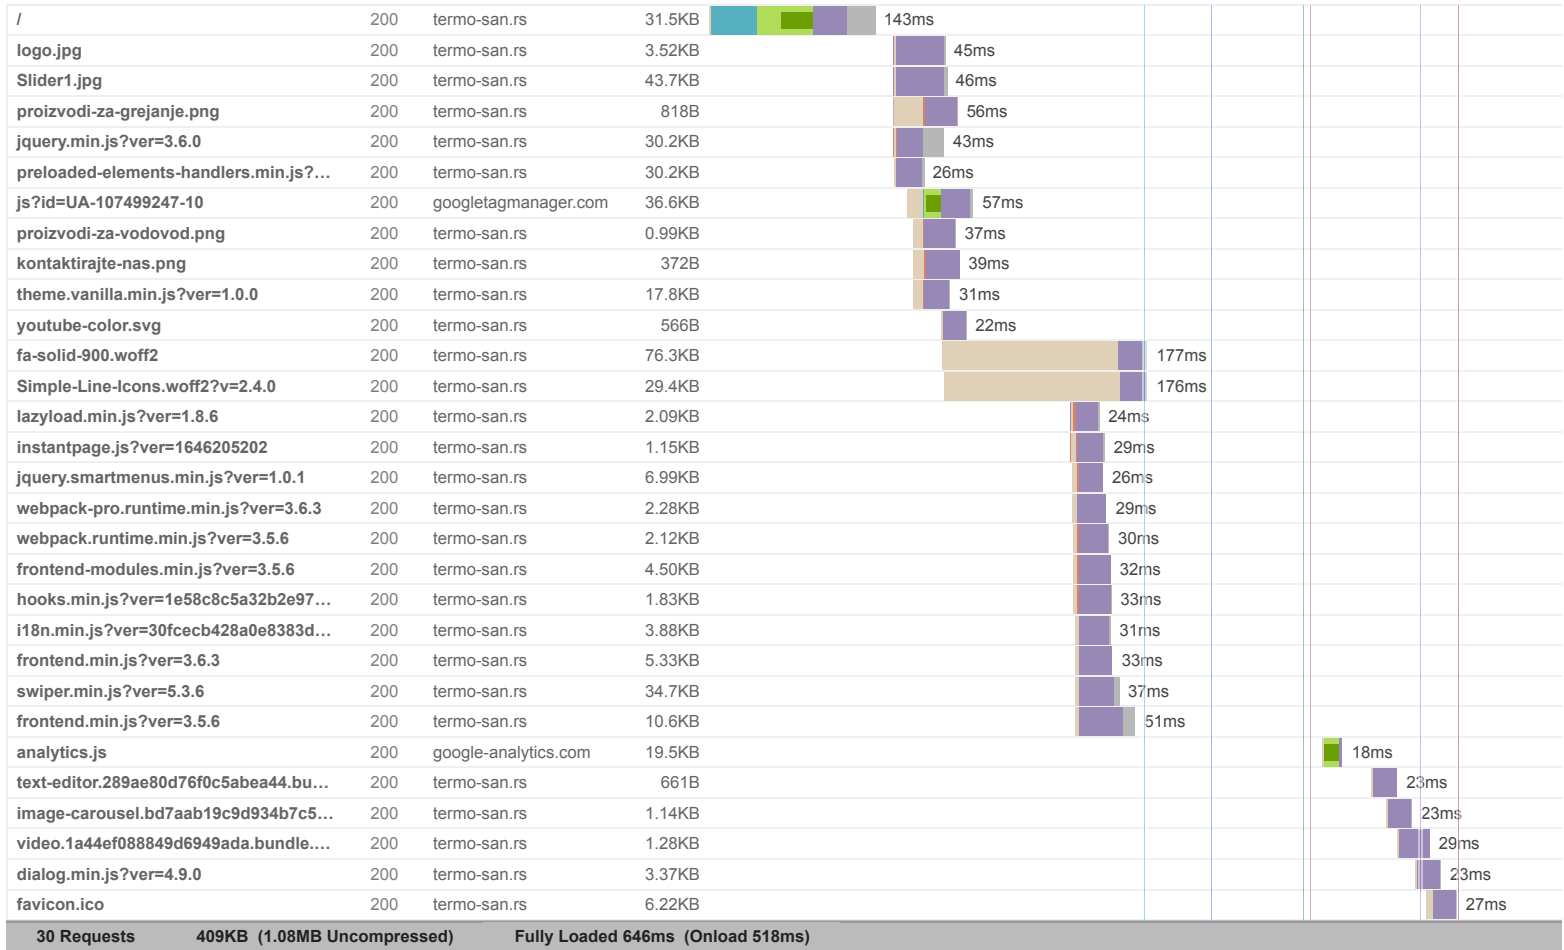 / 200 termo-san.rs 31.5KB 143ms
logo.jpg 200 termo-san.rs 3.52KB 45ms
Slider1.jpg 200 termo-san.rs 43.7KB 46ms
proizvodi-za-grejanje.png 200 termo-san.rs 818B 56ms
jquery.min.js?ver=3.6.0 200 termo-san.rs 30.2KB 43ms
preloaded-elements-handlers.min.js?... 200 termo-san.rs 30.2KB 26ms
js?id=UA-107499247-10 200 googletagmanager.com 36.6KB 57ms
proizvodi-za-vodovod.png 200 termo-san.rs 0.99KB 37ms
kontaktirajte-nas.png 200 termo-san.rs 372B 39ms
theme.vanilla.min.js?ver=1.0.0 200 termo-san.rs 17.8KB 31ms
youtube-color.svg 200 termo-san.rs 566B 22ms
fa-solid-900.woff2 200 termo-san.rs 76.3KB 177ms
Simple-Line-Icons.woff2?v=2.4.0 200 termo-san.rs 29.4KB 176ms
lazyload.min.js?ver=1.8.6 200 termo-san.rs 2.09KB 24ms
instantpage.js?ver=1646205202 200 termo-san.rs 1.15KB 29ms
jquery.smartmenus.min.js?ver=1.0.1 200 termo-san.rs 6.99KB 26ms
webpack-pro.runtime.min.js?ver=3.6.3 200 termo-san.rs 2.28KB 29ms
webpack.runtime.min.js?ver=3.5.6 200 termo-san.rs 2.12KB 30ms
frontend-modules.min.js?ver=3.5.6 200 termo-san.rs 4.50KB 32ms
hooks.min.js?ver=1e58c8c5a32b2e97... 200 termo-san.rs 1.83KB 33ms
i18n.min.js?ver=30fcecb428a0e8383d... 200 termo-san.rs 3.88KB 31ms
frontend.min.js?ver=3.6.3 200 termo-san.rs 5.33KB 33ms
swiper.min.js?ver=5.3.6 200 termo-san.rs 34.7KB 37ms
frontend.min.js?ver=3.5.6 200 termo-san.rs 10.6KB 51ms
analytics.js 200 google-analytics.com 19.5KB 18ms
text-editor.289ae80d76f0c5abea44.bu... 200 termo-san.rs 661B 23ms
image-carousel.bd7aab19c9d934b7c5... 200 termo-san.rs 1.14KB 23ms
video.1a44ef088849d6949ada.bundle.... 200 termo-san.rs 1.28KB 29ms
dialog.min.js?ver=4.9.0 200 termo-san.rs 3.37KB 23ms
favicon.ico 200 termo-san.rs 6.22KB 27ms
30 Requests 409KB (1.08MB Uncompressed) Fully Loaded 646ms (Onload 518ms)